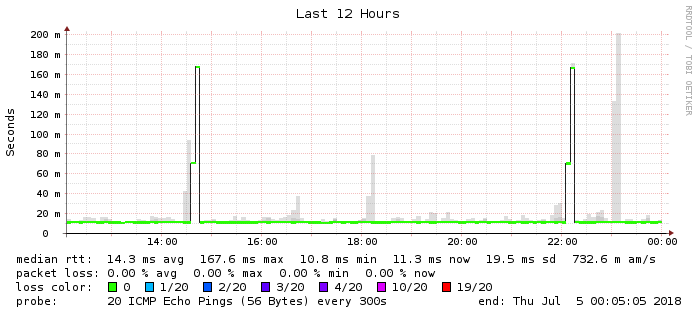 Last 12 Hours
RRDTOOL / TOBI OETIKER
Seconds
200 m
180 m
160 m
140 m
120 m
100 m
80 m
60 m
40 m
20 m
0
14:00 16:00 18:00 20:00 22:00 00:00
median rtt: 14.3 ms avg 167.6 ms max 10.8 ms min 11.3 ms now 19.5 ms sd 732.6 m am/s
packet loss: 0.00 % avg 0.00 % max 0.00 % min 0.00 % now
loss color: 0 1/20 2/20 3/20 4/20 10/20 19/20
probe: 20 ICMP Echo Pings (56 Bytes) every 300s end: Thu Jul 5 00:05:05 2018